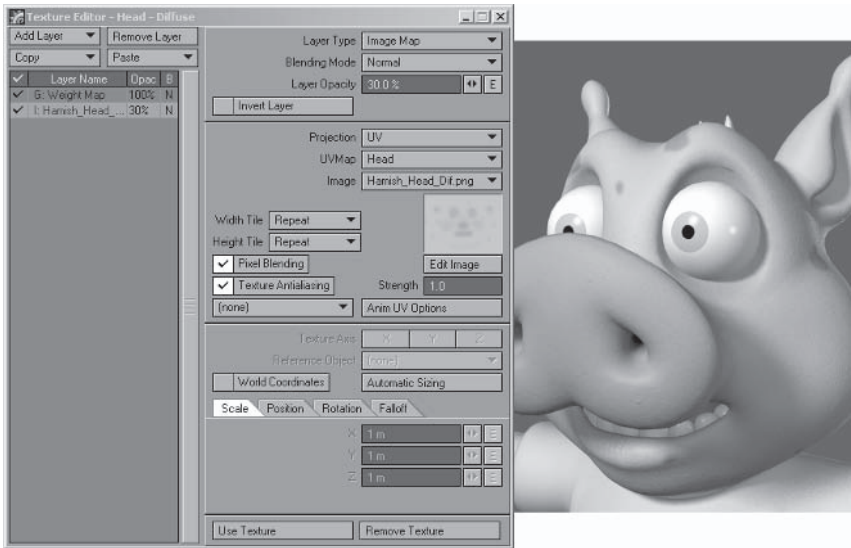 Texture Editor - Head - Diffuse
Add Layer
Remove Layer
Copy
Paste
Layer Name Opac B
G: Weight Map 100% N
I: Hamish_Head_... 30% N
Layer Type Image Map
Blending Mode Normal
Layer Opacity 30.0 % E
Invert Layer
Projection UV
UVMap Head
Image Hamish_Head_Dif.png
Width Tile Repeat
Height Tile Repeat
Pixel Blending
Edit Image
Texture Antialiasing
Strength 1.0
(none)
Anim UV Options
Texture Axis X Y Z
Reference Object (none)
World Coordinates
Automatic Sizing
Scale Position Rotation Falloff
X 1 m E
Y 1 m E
Z 1 m E
Use Texture
Remove Texture